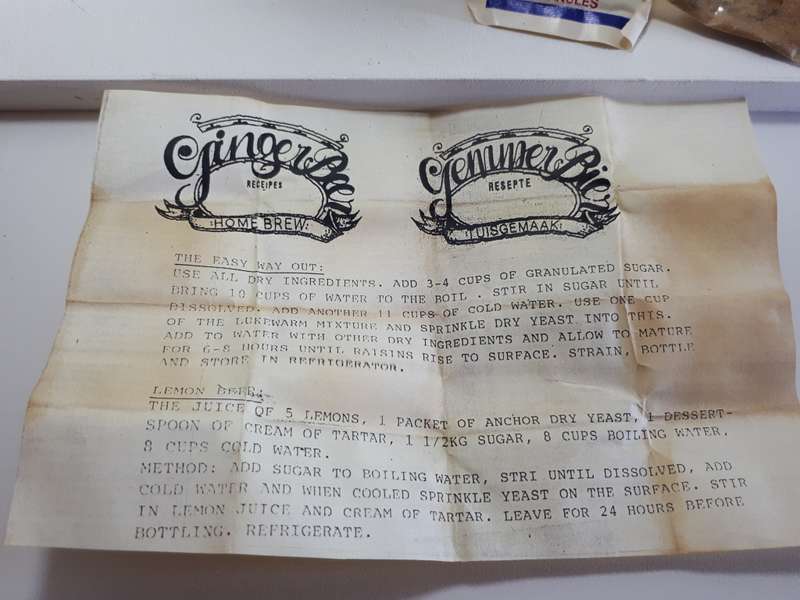 NULES
Ginger Beer
RECEIPES
HOME BREW
Gemmer Bier
RESEPTE
TUISGEMAAK
THE EASY WAY OUT:
USE ALL DRY INGREDIENTS. ADD 3-4 CUPS OF GRANULATED SUGAR.
BRING 10 CUPS OF WATER TO THE BOIL . STIR IN SUGAR UNTIL
DISSOLVED. ADD ANOTHER 11 CUPS OF COLD WATER. USE ONE CUP
OF THE LUKEWARM MIXTURE AND SPRINKLE DRY YEAST INTO THIS.
ADD TO WATER WITH OTHER DRY INGREDIENTS AND ALLOW TO MATURE
FOR 6-8 HOURS UNTIL RAISINS RISE TO SURFACE. STRAIN, BOTTLE
AND STORE IN REFRIGERATOR.
LEMON BEER:
THE JUICE OF 5 LEMONS, 1 PACKET OF ANCHOR DRY YEAST, 1 DESSERT-
SPOON OF CREAM OF TARTAR, 1 1/2KG SUGAR, 8 CUPS BOILING WATER.
8 CUPS COLD WATER.
METHOD: ADD SUGAR TO BOILING WATER, STRI UNTIL DISSOLVED, ADD
COLD WATER AND WHEN COOLED SPRINKLE YEAST ON THE SURFACE. STIR
IN LEMON JUICE AND CREAM OF TARTAR. LEAVE FOR 24 HOURS BEFORE
BOTTLING. REFRIGERATE.